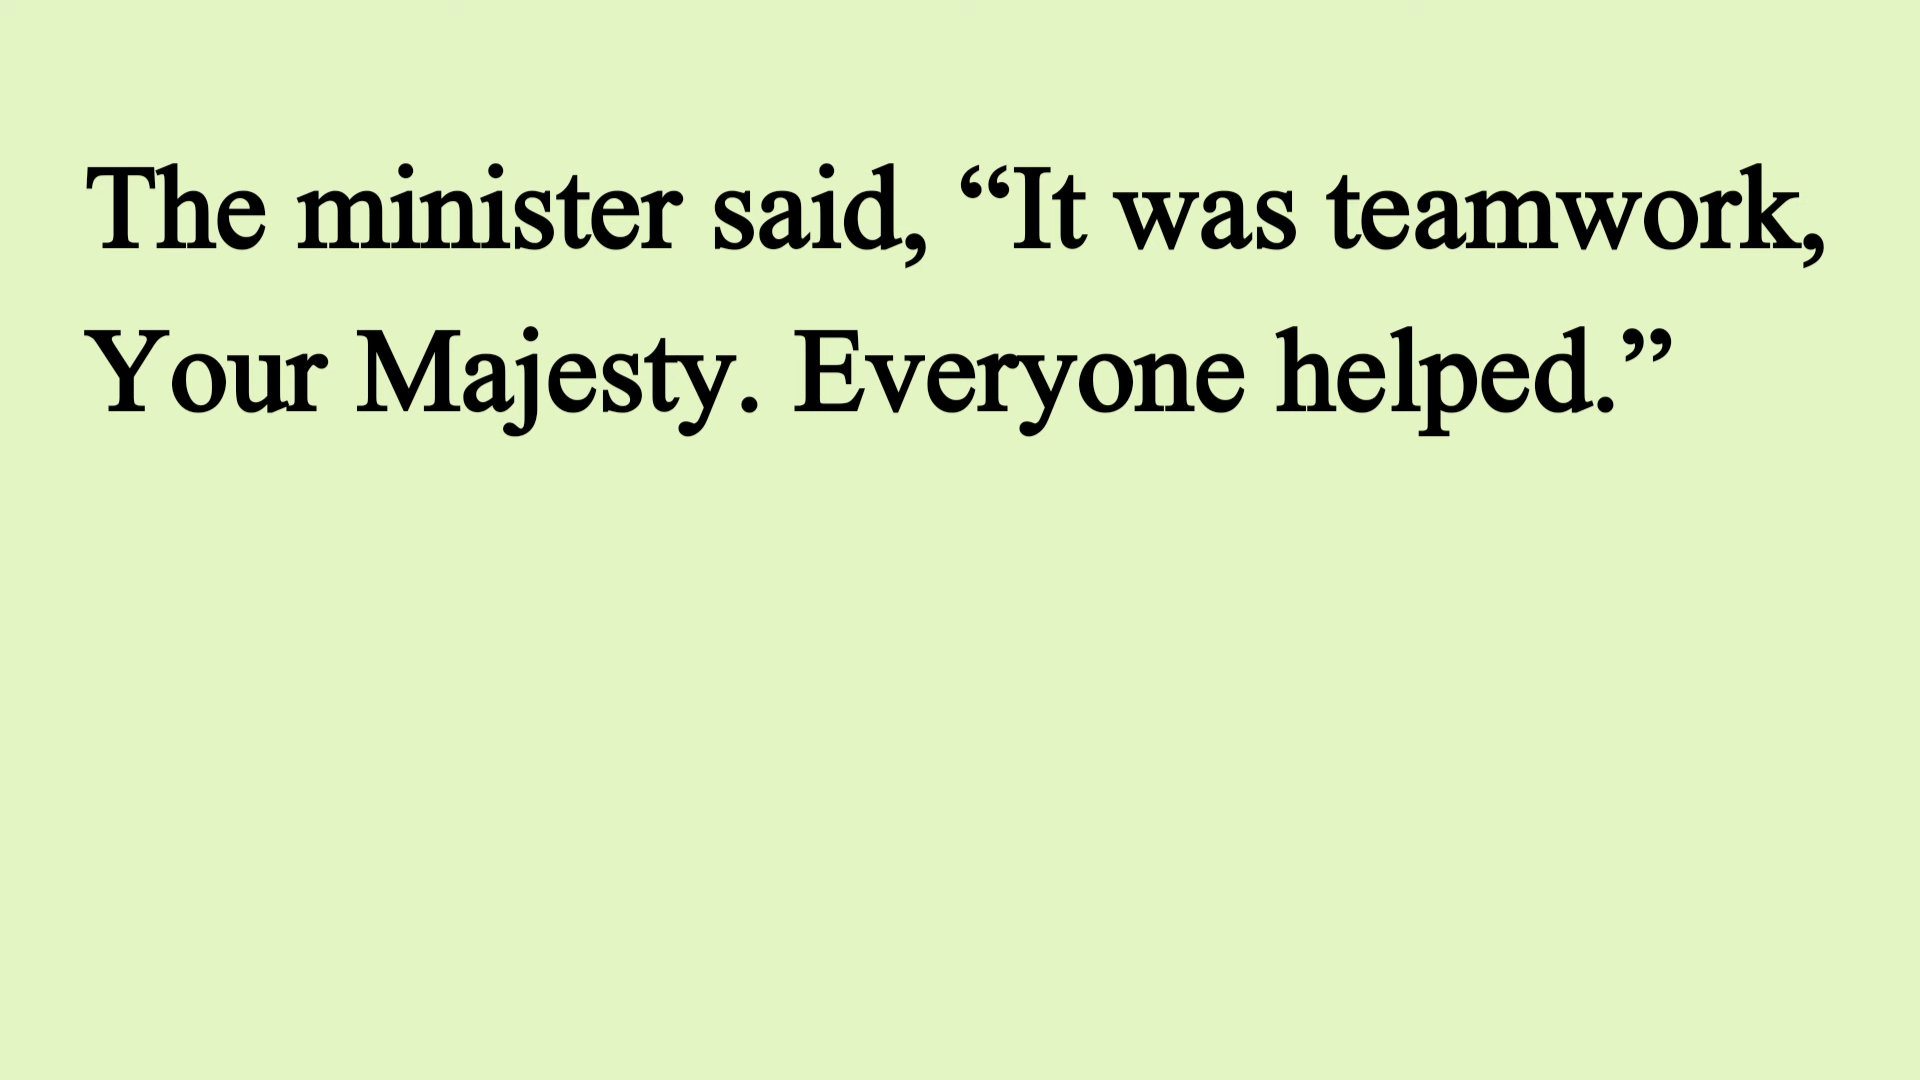 The minister said, “It was teamwork,
Your Majesty. Everyone helped.”